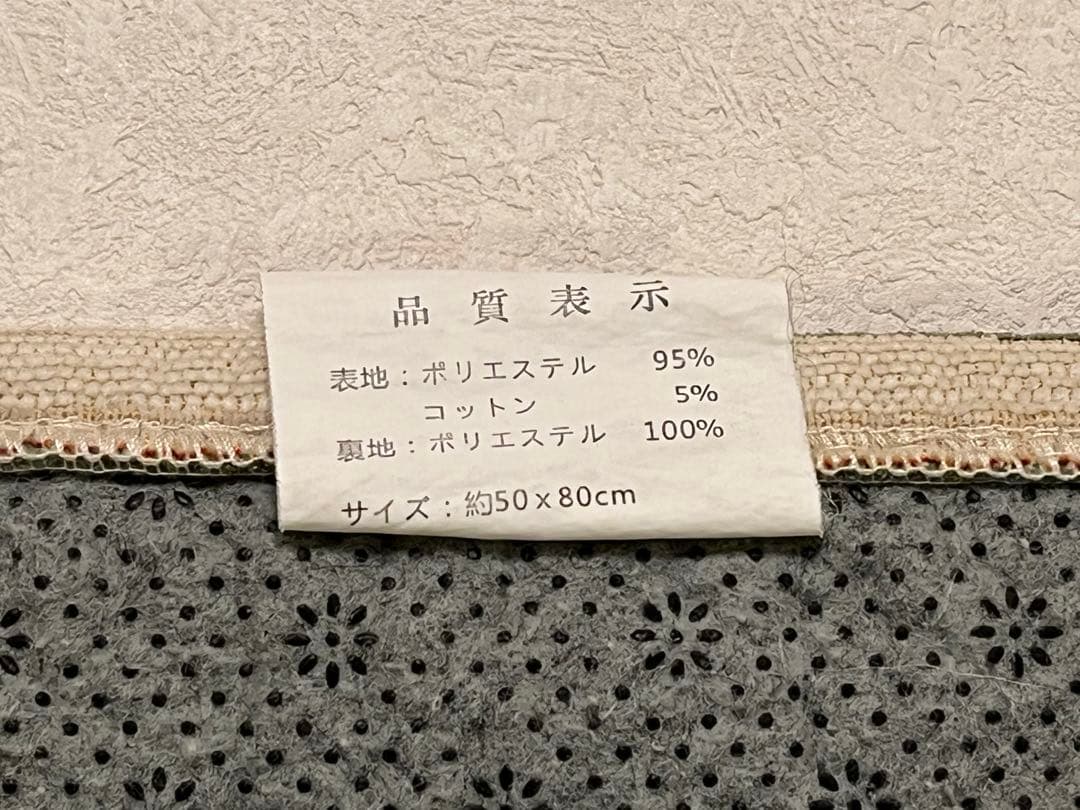 品質表示
表地：ポリエステル 95%
コットン 5%
裏地：ポリエステル 100%
サイズ：約50x80cm